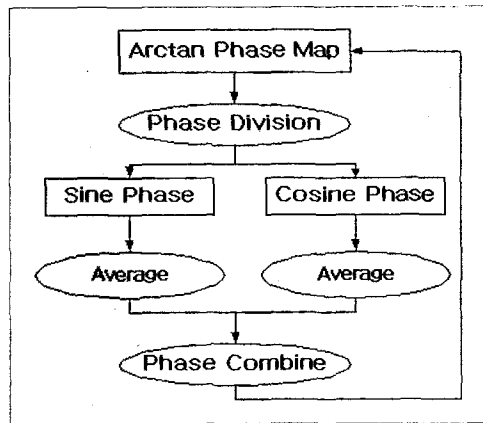 Arctan Phase Map
Phase Division
Sine Phase
Cosine Phase
Average
Average
Phase Combine